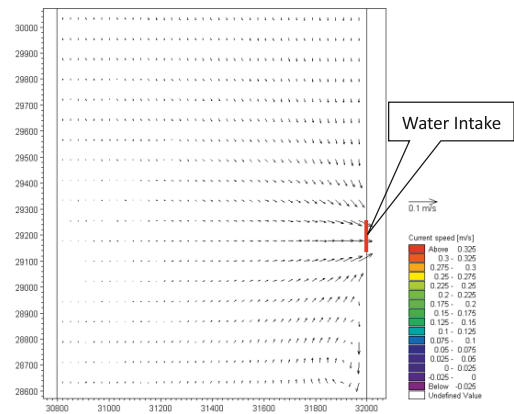 30000
29900
29800
29700
29600
29500
29400
29300
29200
29100
29000
28900
28800
28700
28600
30800 31000 31200 31400 31600 31800 32000
Water Intake
0.1 m/s
Current speed [m/s]
Above 0.325
0.3 - 0.325
0.275 - 0.3
0.25 - 0.275
0.225 - 0.25
0.2 - 0.225
0.175 - 0.2
0.15 - 0.175
0.125 - 0.15
0.1 - 0.125
0.075 - 0.1
0.05 - 0.075
0.025 - 0.05
0 - 0.025
-0.025 - 0
Below -0.025
Undefined Value